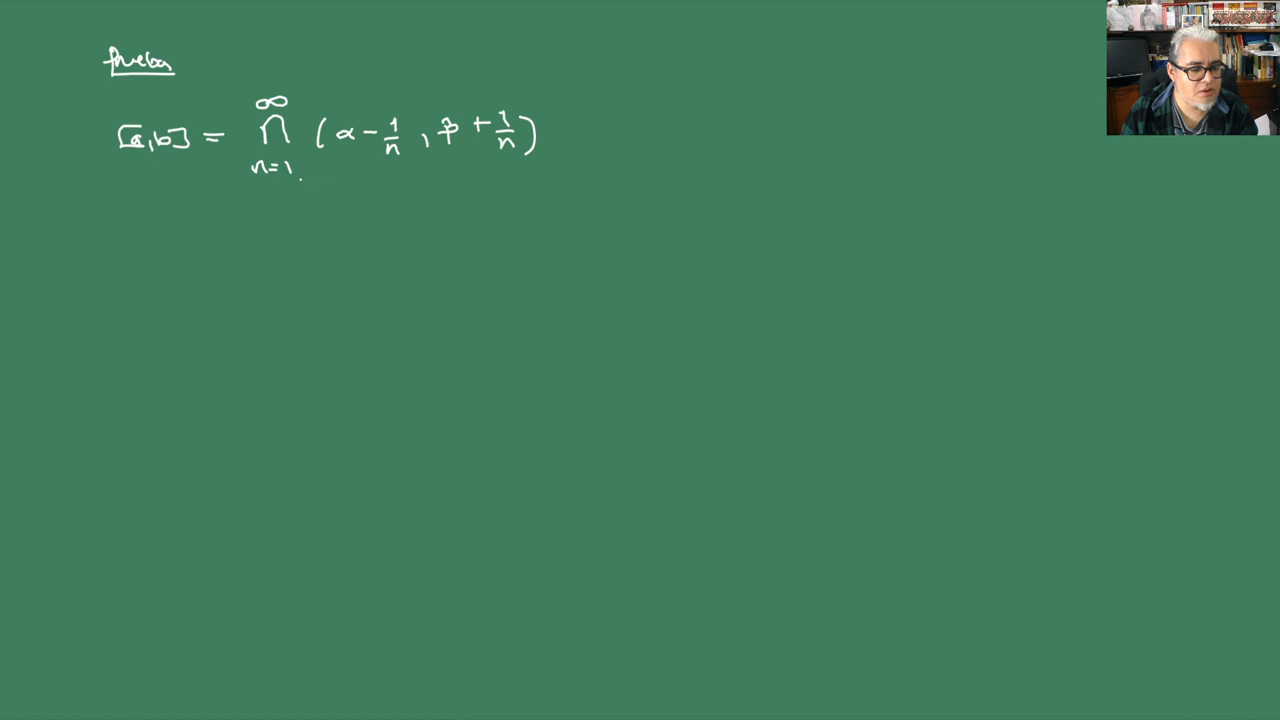 Prueba
[a,b] = ∞ ∩ n=1 (a - 1/n , b + 1/n)